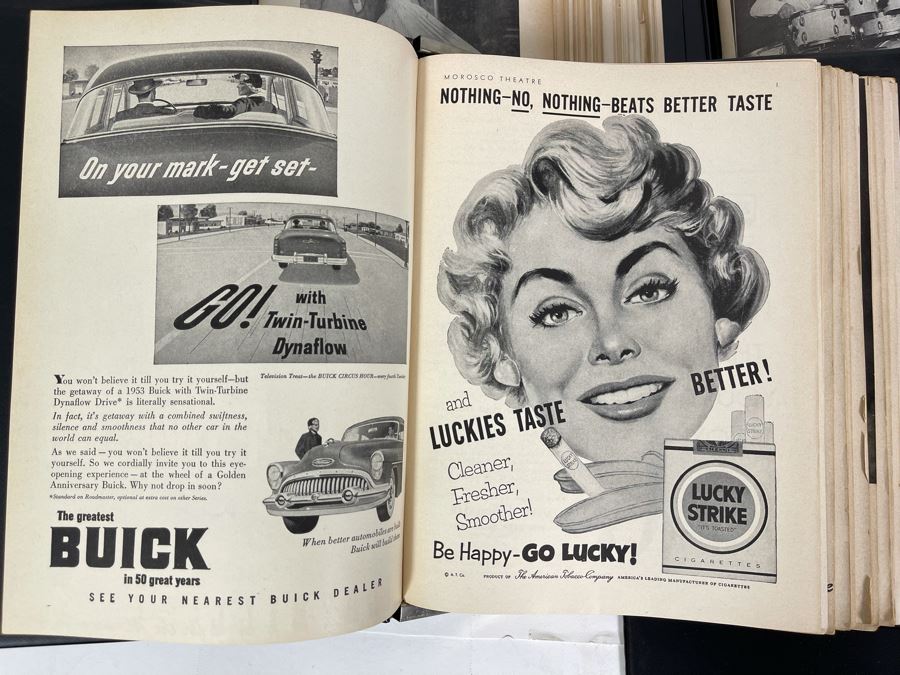 On your mark-get set-
GO! with
Twin-Turbine
Dynaflow
You won't believe it till you try it yourself—but
the getaway of a 1953 Buick with Twin-Turbine
Dynaflow Drive* is literally sensational.
In fact, it's getaway with a combined swiftness,
silence and smoothness that no other car in the
world can equal.
As we said—you won't believe it till you try it
yourself. So we cordially invite you to this eye-
opening experience—at the wheel of a Golden
Anniversary Buick. Why not drop in soon?
*Standard on Roadmaster, optional at extra cost on other Series.
Television Treat—the BUICK CIRCUS HOUR—every fourth
The greatest
BUICK
in 50 great years
When better automobiles are
Buick will build
SEE YOUR NEAREST BUICK DEALER
MOROSCO THEATRE
1
NOTHING-NO, NOTHING-BEATS BETTER TASTE
and
LUCKIES TASTE
BETTER!
Cleaner,
Fresher,
Smoother!
LUCKY
STRIKE
LUCKY
STRIKE
"IT'S TOASTED"
CIGARETTES
Be Happy-GO LUCKY!
© A. T. Co. PRODUCT OF The American Tobacco Company AMERICA'S LEADING MANUFACTURER OF CIGARETTES